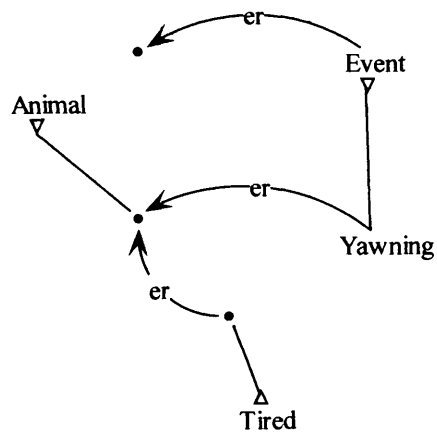 er
Event
Animal
er
Yawning
er
Tired